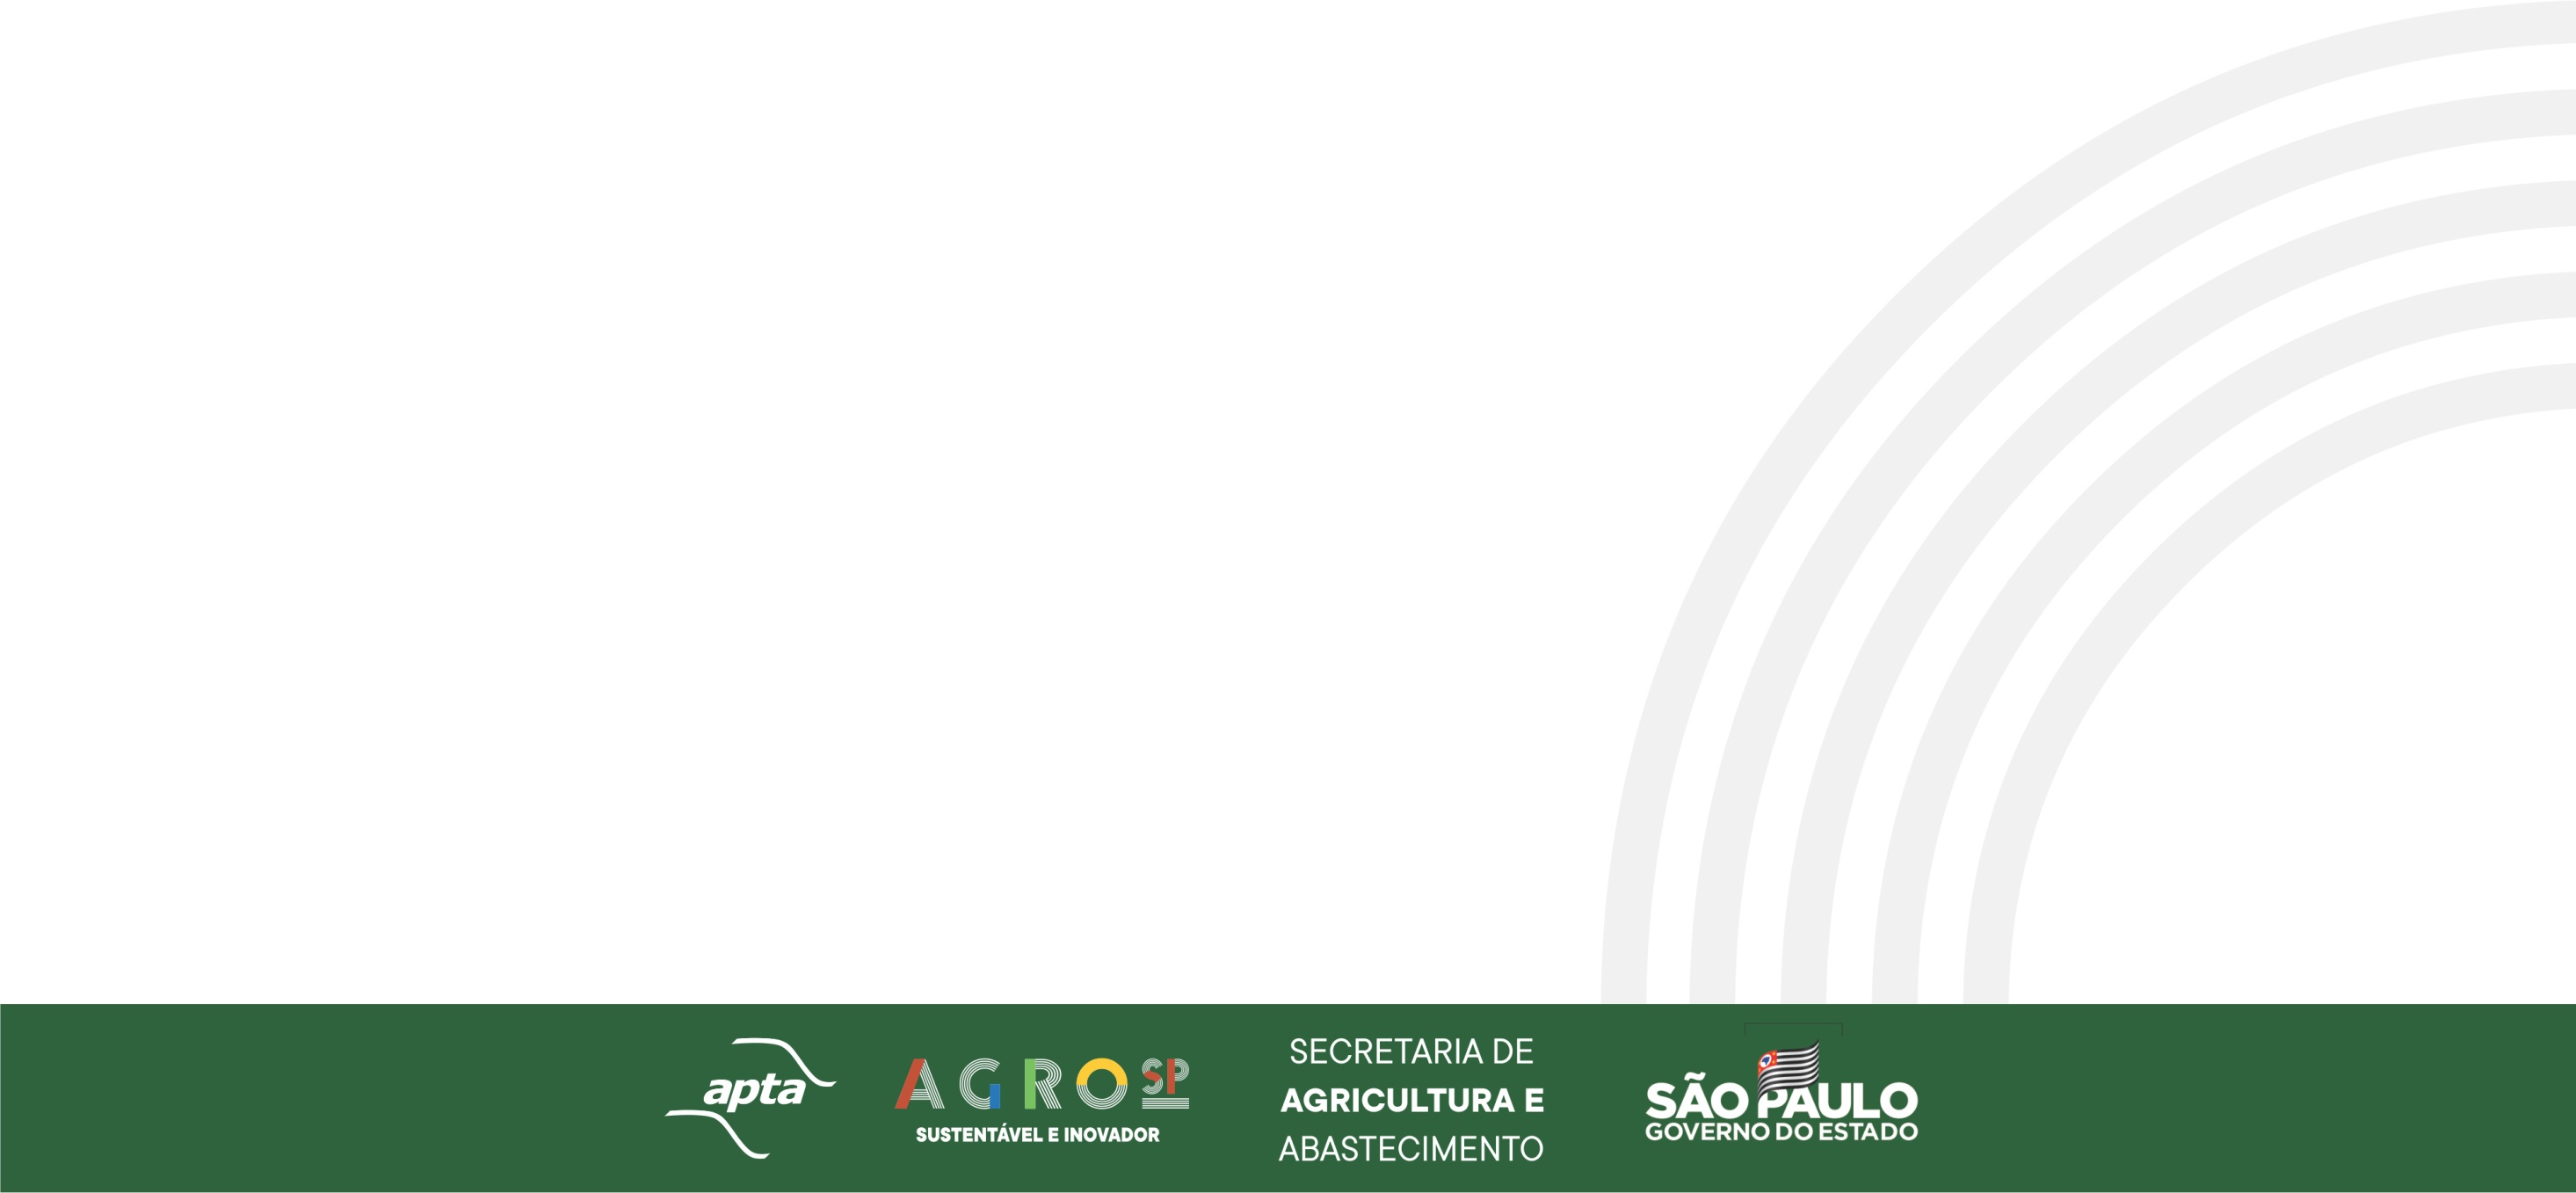 apta
AGRO SP
SUSTENTÁVEL E INOVADOR
SECRETARIA DE
AGRICULTURA E
ABASTECIMENTO
SÃO PAULO
GOVERNO DO ESTADO